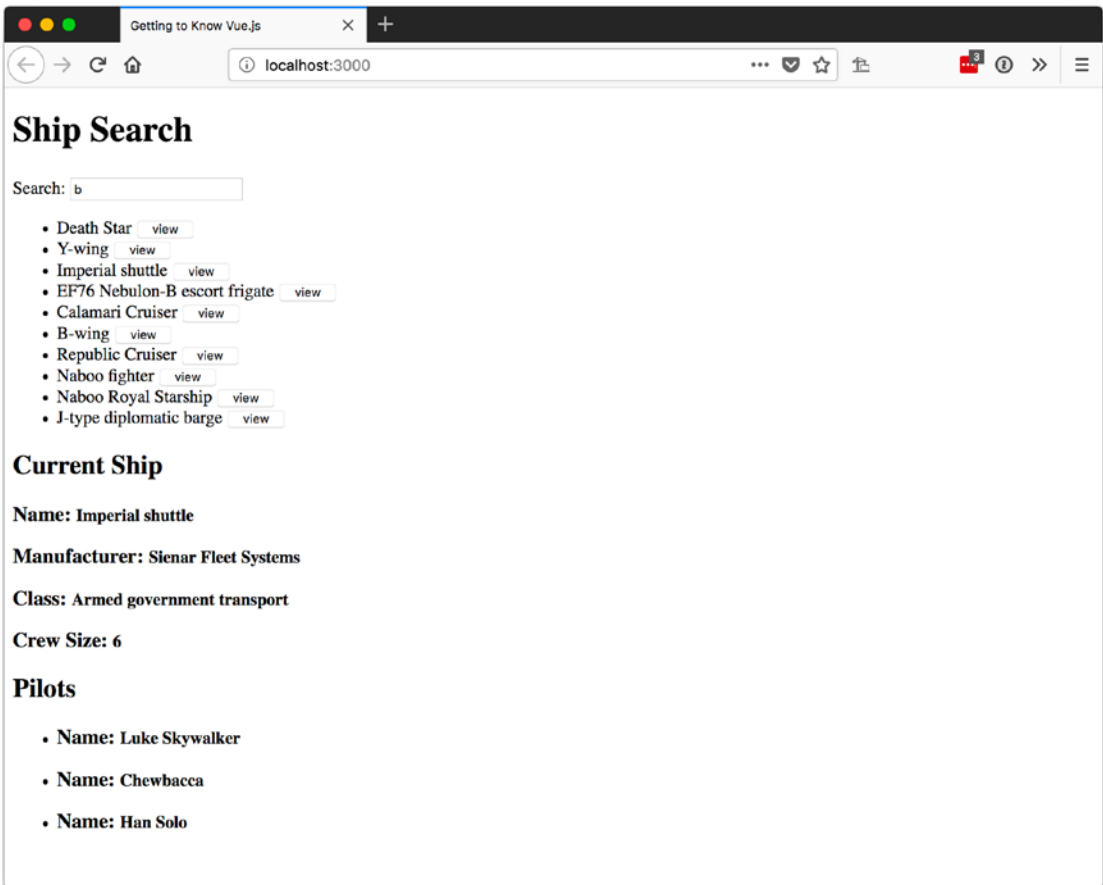 Getting to Know Vue.js
localhost:3000
3
Ship Search
Search: b
Death Star view
Y-wing view
Imperial shuttle view
EF76 Nebulon-B escort frigate view
Calamari Cruiser view
B-wing view
Republic Cruiser view
Naboo fighter view
Naboo Royal Starship view
J-type diplomatic barge view
Current Ship
Name: Imperial shuttle
Manufacturer: Sienar Fleet Systems
Class: Armed government transport
Crew Size: 6
Pilots
Name: Luke Skywalker
Name: Chewbacca
Name: Han Solo